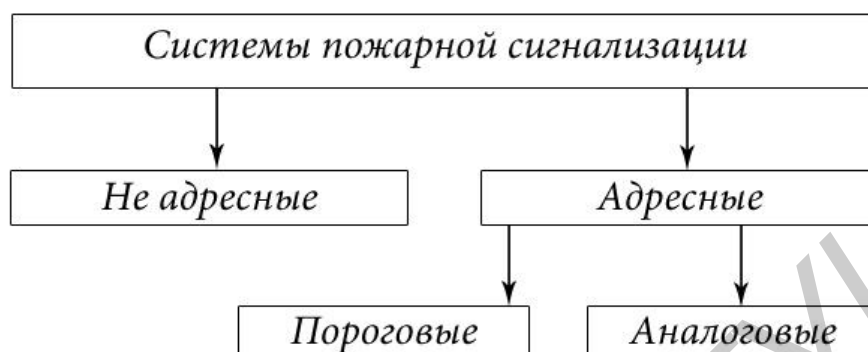 Системы пожарной сигнализации
Не адресные
Адресные
Пороговые
Аналоговые